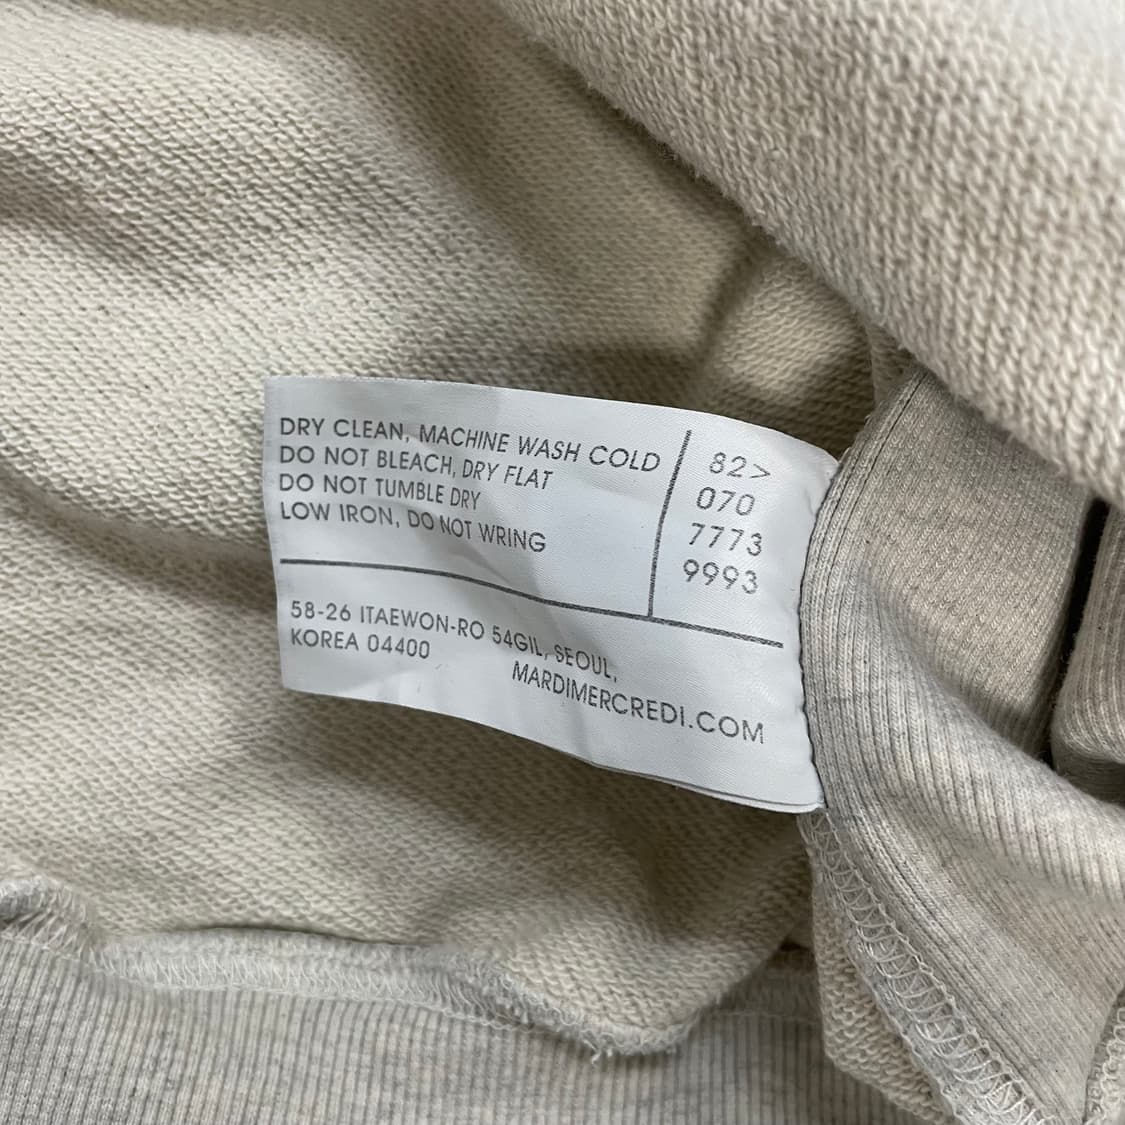 DRY CLEAN, MACHINE WASH COLD
DO NOT BLEACH, DRY FLAT
DO NOT TUMBLE DRY
LOW IRON, DO NOT WRING
82>
070
7773
9993
58-26 ITAEWON-RO 54GIL, SEOUL,
KOREA 04400
MARDIMERCREDI.COM